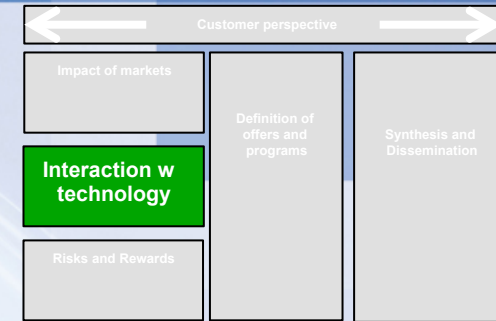 Customer perspective
Impact of markets
Interaction w
technology
Risks and Rewards
Definition of
offers and
programs
Synthesis and
Dissemination